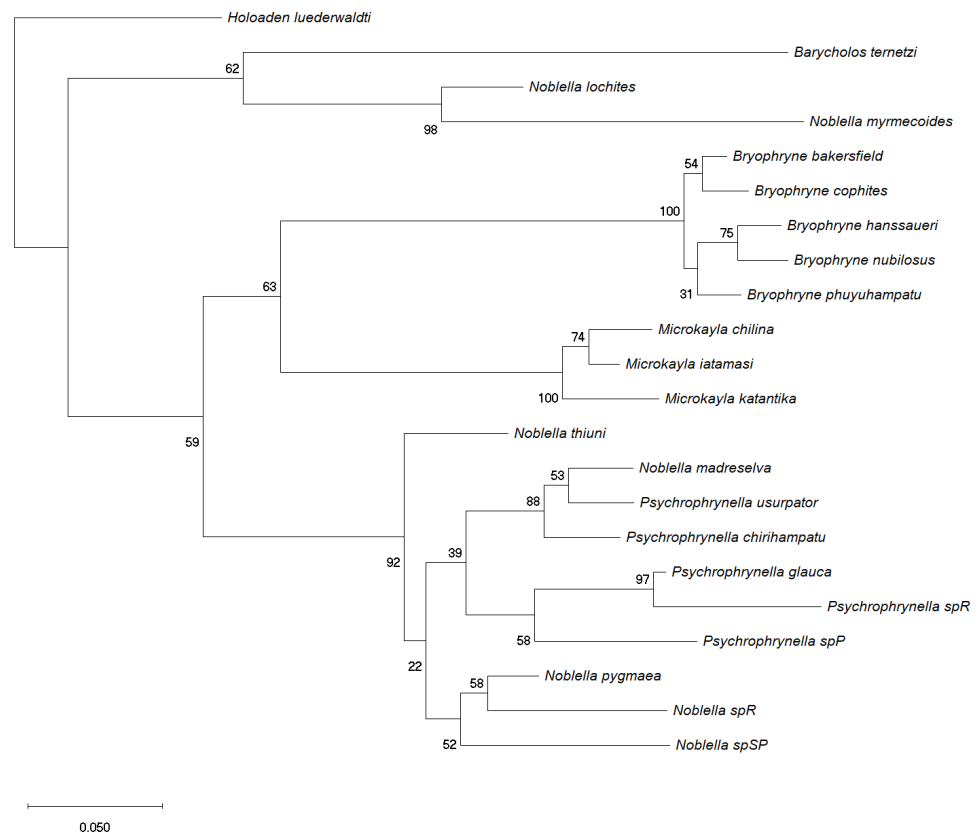 Holoaden luederwaldti
Barycholos ternetzi
62
Noblella lochites
98
Noblella myrmecoides
Bryophryne bakersfield
54
Bryophryne cophites
100
Bryophryne hanssaueri
75
Bryophryne nubilosus
31
Bryophryne phuyuhampatu
63
Microkayla chilina
74
Microkayla iatamasi
100
Microkayla katantika
59
Noblella thiuni
Noblella madreselva
53
Psychrophrynella usurpator
88
Psychrophrynella chirihampatu
92
39
Psychrophrynella glauca
97
Psychrophrynella spR
58
Psychrophrynella spP
22
Noblella pygmaea
58
Noblella spR
52
Noblella spSP
0.050